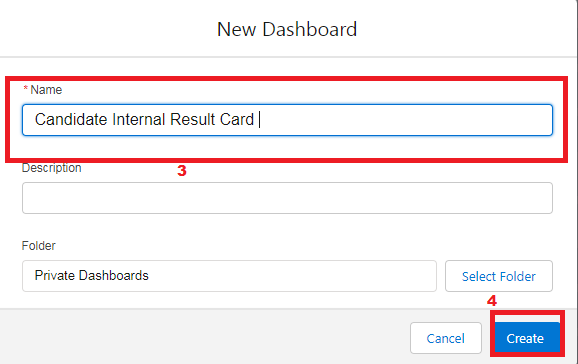 New Dashboard
* Name
Candidate Internal Result Card
Description
3
Folder
Private Dashboards Select Folder
4
Cancel Create